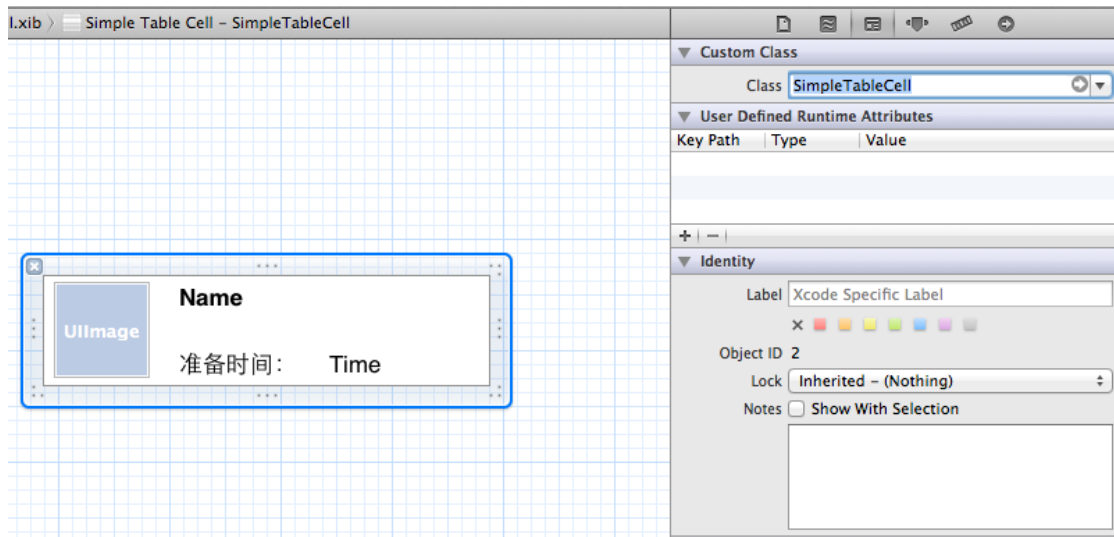 l.xib 〉 Simple Table Cell – SimpleTableCell
Name
UIImage
准备时间： Time
Custom Class
Class SimpleTableCell
User Defined Runtime Attributes
Key Path Type Value
Identity
Label Xcode Specific Label
Object ID 2
Lock Inherited – (Nothing)
Notes Show With Selection